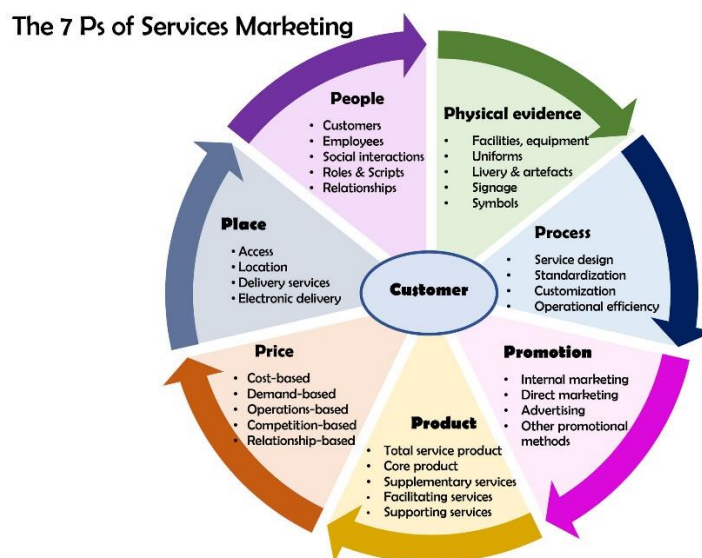 The 7 Ps of Services Marketing
People
• Customers
• Employees
• Social interactions
• Roles & Scripts
• Relationships
Physical evidence
• Facilities, equipment
• Uniforms
• Livery & artefacts
• Signage
• Symbols
Process
• Service design
• Standardization
• Customization
• Operational efficiency
Promotion
• Internal marketing
• Direct marketing
• Advertising
• Other promotional
methods
Product
• Total service product
• Core product
• Supplementary services
• Facilitating services
• Supporting services
Price
• Cost-based
• Demand-based
• Operations-based
• Competition-based
• Relationship-based
Place
• Access
• Location
• Delivery services
• Electronic delivery
Customer